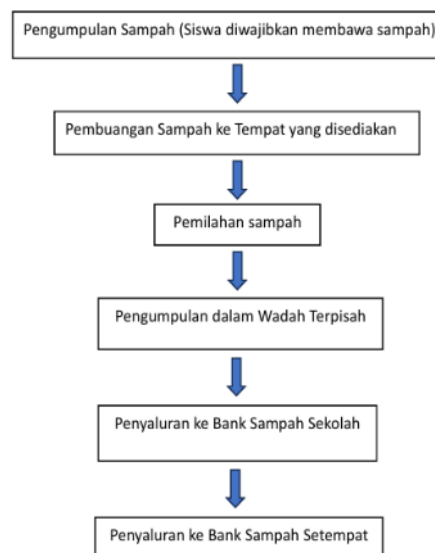 Pengumpulan Sampah (Siswa diwajibkan membawa sampah)
Pembuangan Sampah ke Tempat yang disediakan
Pemilahan sampah
Pengumpulan dalam Wadah Terpisah
Penyaluran ke Bank Sampah Sekolah
Penyaluran ke Bank Sampah Setempat